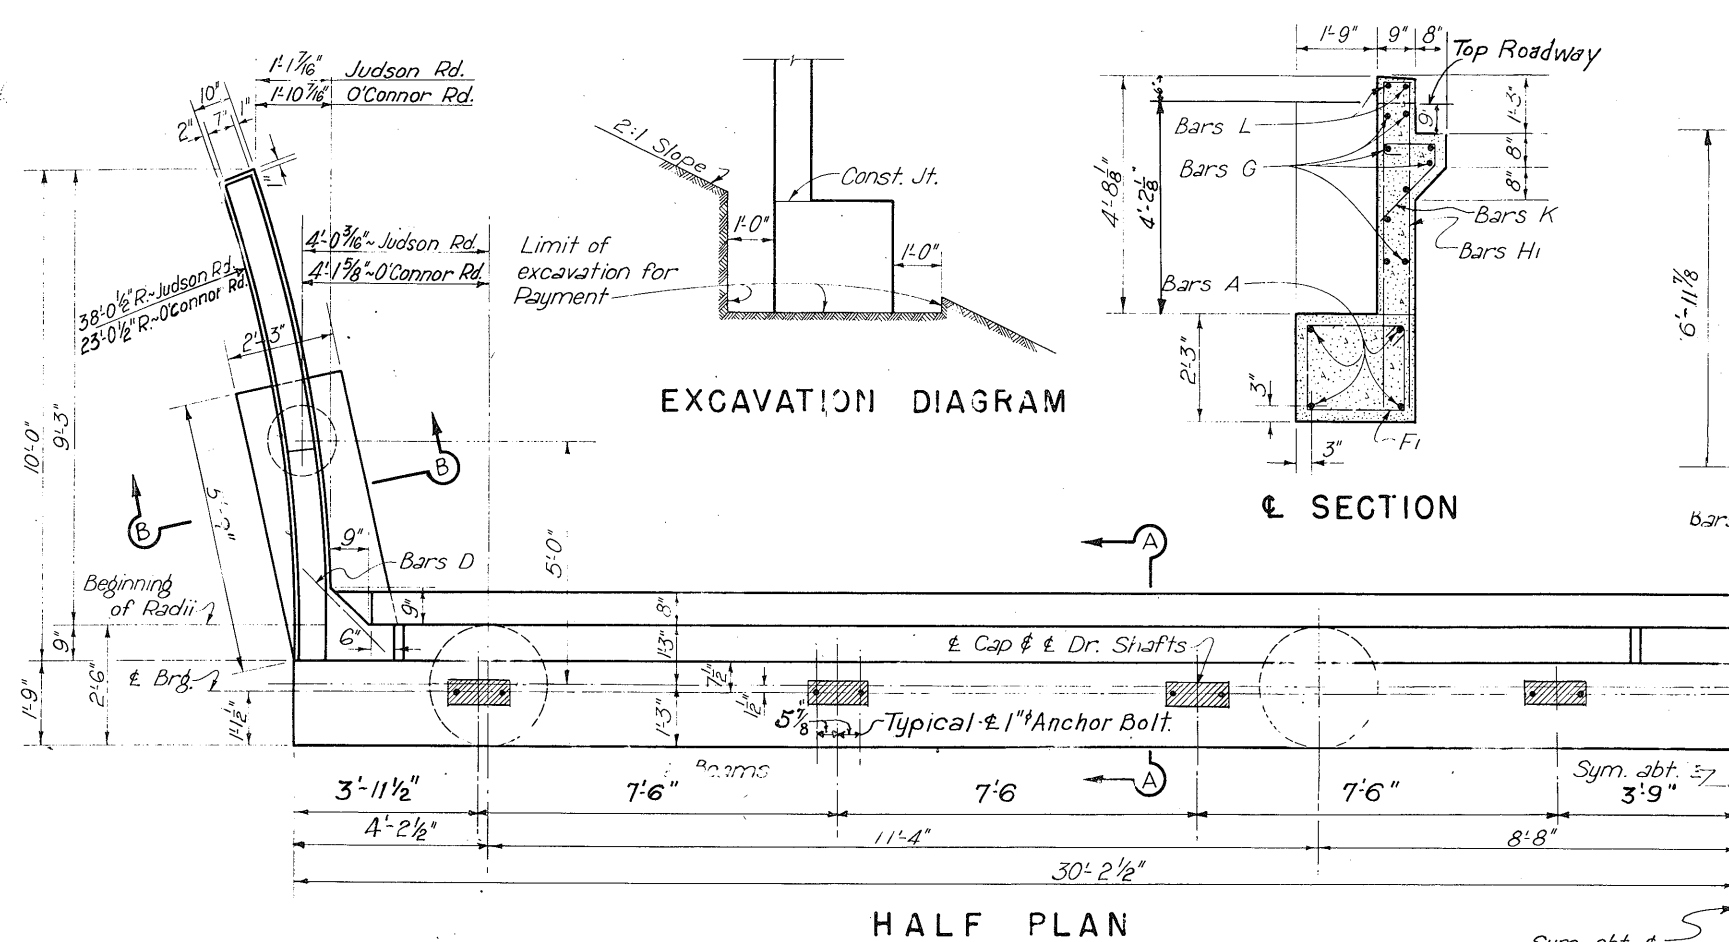 1'-1 7/16" Judson Rd.
1'-10 7/16" O'Connor Rd.
10"
2" 7" 1"
1"
4'-0 3/16" ~ Judson Rd.
4'-1 5/8" ~ O'Connor Rd.
38'-0 1/2" R. ~ Judson Rd.
23'-0 1/2" R. ~ O'Connor Rd.
2'-3"
10'-0"
9'-3"
B
B
9"
Bars D
5'-0"
Beginning
of Radii
9"
6"
9"
8"
1'-3"
1'-3"
7 1/2"
1 1/2"
℄ Brg.
1'-9"
2'-6"
1'-1 1/2"
℄ Cap & ℄ Dr. Shafts
5 7/8"
Typical ℄ 1"φ Anchor Bolt.
A
A
Beams
Sym. abt.
3'-11 1/2"
7'-6"
7'-6
7'-6"
3'-9"
4'-2 1/2"
11'-4"
8'-8"
30'-2 1/2"
HALF PLAN
Sym. abt. ℄
2:1 Slope
Const. Jt.
1'-0"
1'-0"
Limit of
excavation for
Payment
EXCAVATION DIAGRAM
1'-9" 9" 8"
Top Roadway
6"
Bars L
Bars G
4'-8 1/8"
4'-2 1/8"
9"
1'-3"
8"
8"
Bars K
Bars H1
Bars A
2'-3"
3"
3"
F1
℄ SECTION
6'-11 7/8"
Bars